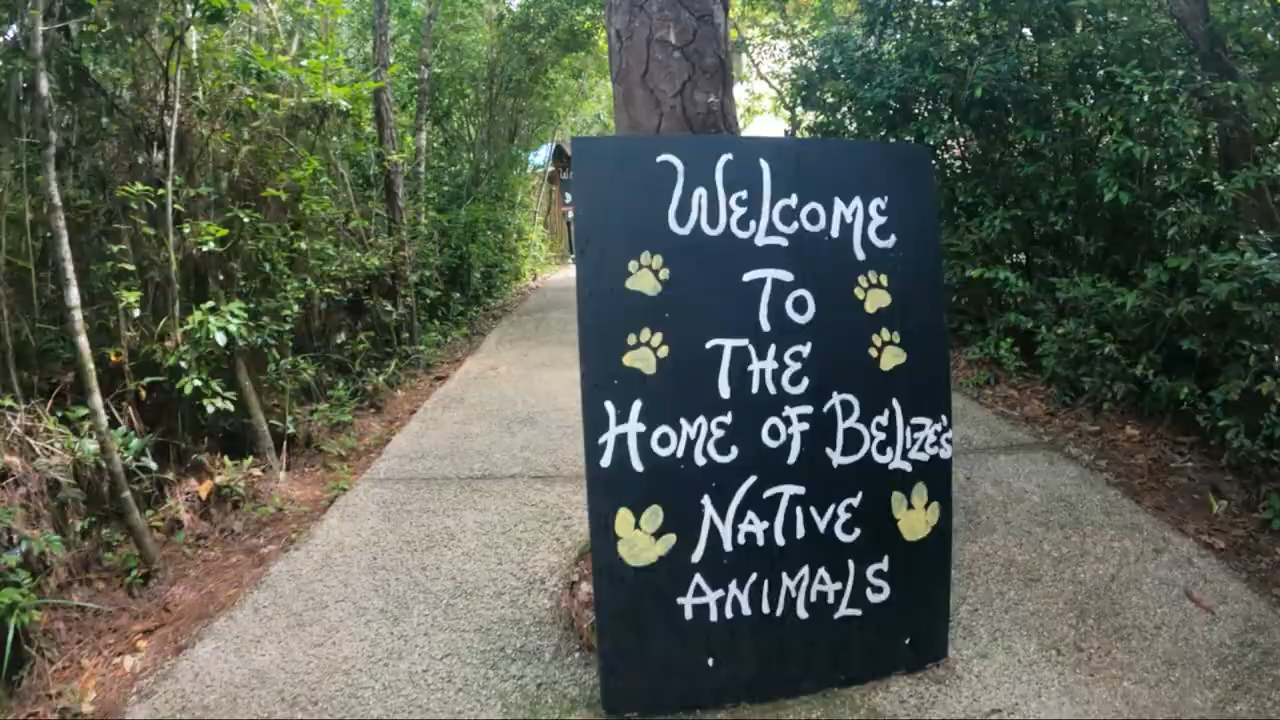 WELCOME
TO
THE
HOME OF BELIZE'S
NATIVE
ANIMALS